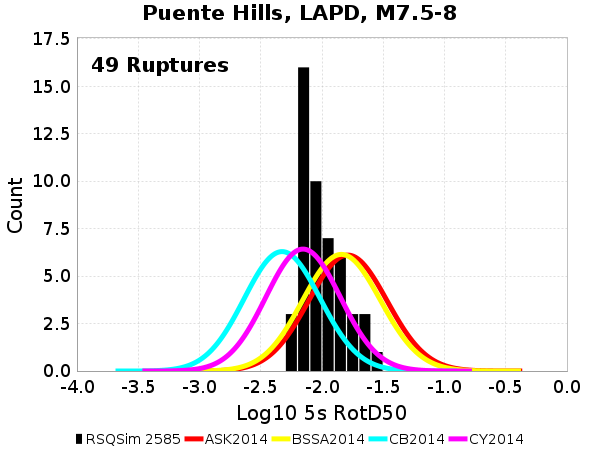 Puente Hills, LAPD, M7.5-8
49 Ruptures
Count
17.5
15.0
12.5
10.0
7.5
5.0
2.5
0.0
-4.0 -3.5 -3.0 -2.5 -2.0 -1.5 -1.0 -0.5 0.0
Log10 5s RotD50
RSQSim 2585 ASK2014 BSSA2014 CB2014 CY2014